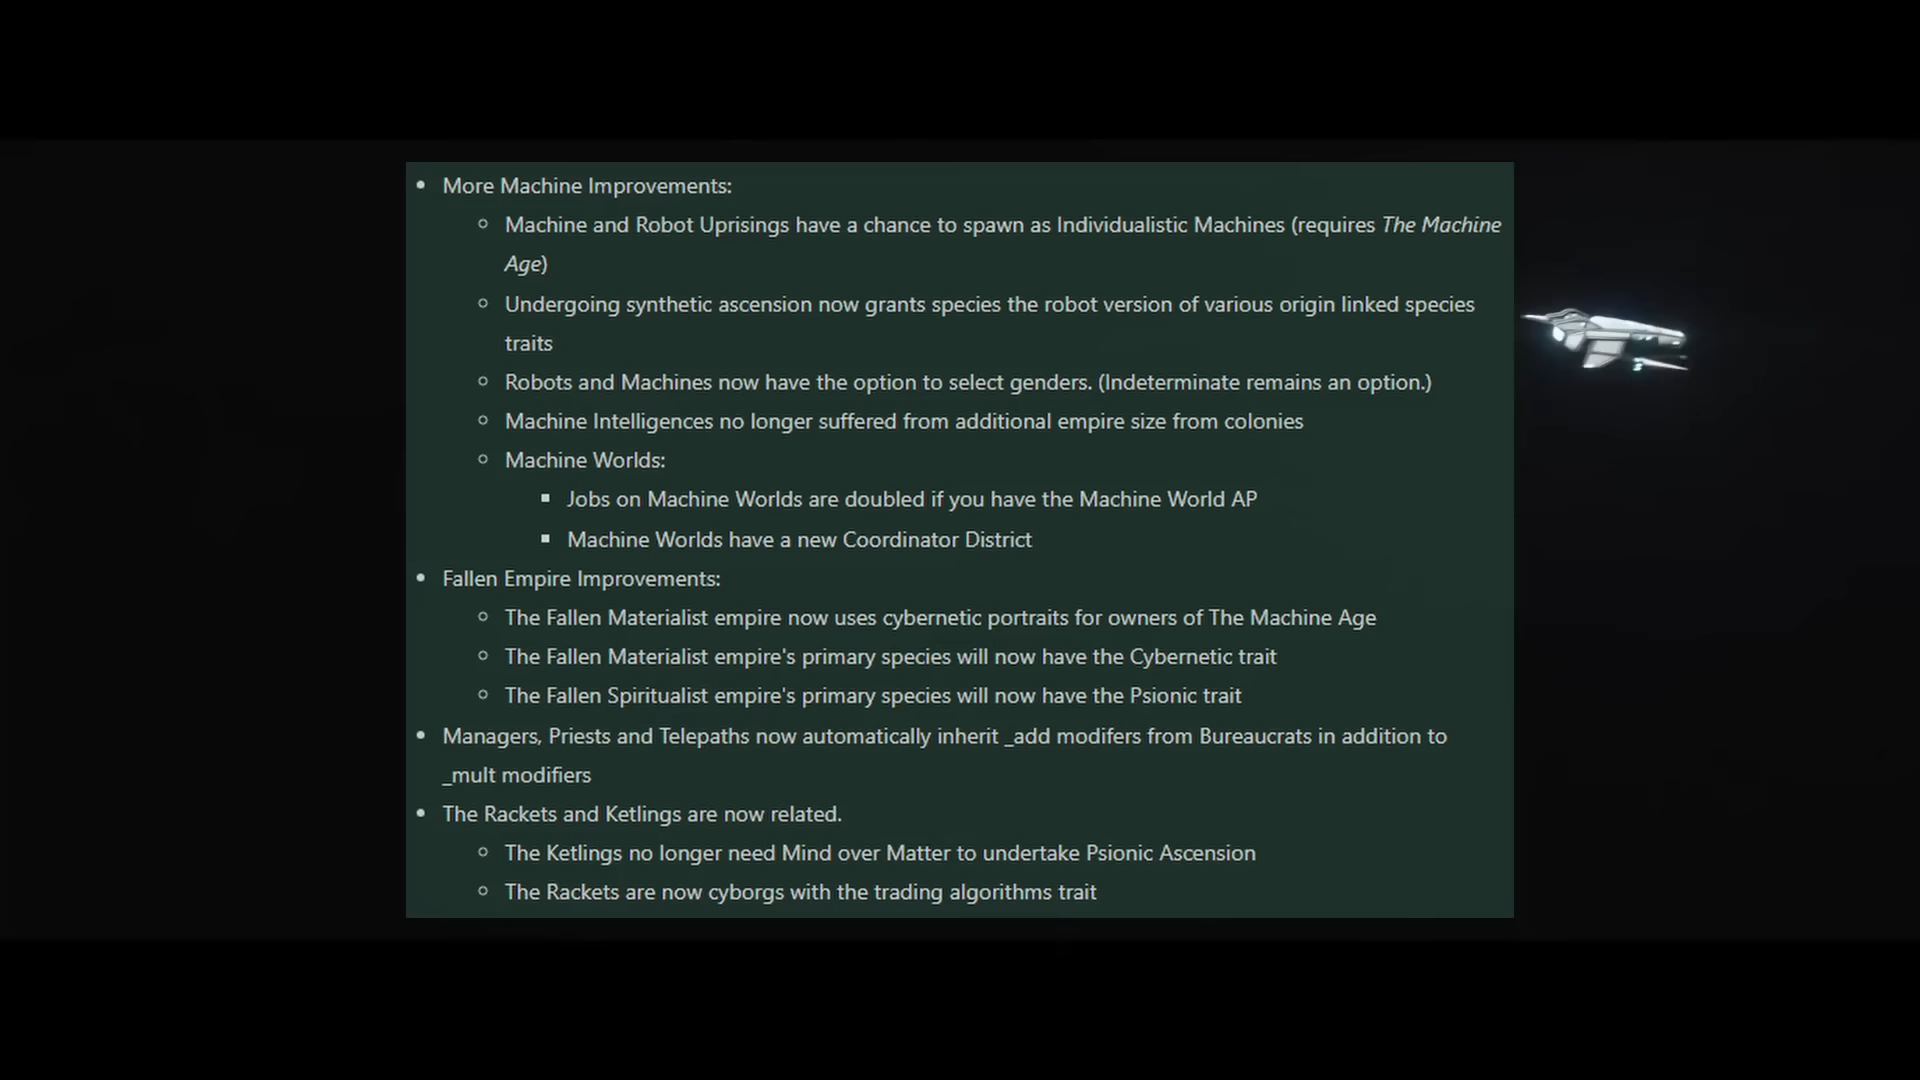 More Machine Improvements:
Machine and Robot Uprisings have a chance to spawn as Individualistic Machines (requires The Machine
Age)
Undergoing synthetic ascension now grants species the robot version of various origin linked species
traits
Robots and Machines now have the option to select genders. (Indeterminate remains an option.)
Machine Intelligences no longer suffered from additional empire size from colonies
Machine Worlds:
Jobs on Machine Worlds are doubled if you have the Machine World AP
Machine Worlds have a new Coordinator District
Fallen Empire Improvements:
The Fallen Materialist empire now uses cybernetic portraits for owners of The Machine Age
The Fallen Materialist empire's primary species will now have the Cybernetic trait
The Fallen Spiritualist empire's primary species will now have the Psionic trait
Managers, Priests and Telepaths now automatically inherit _add modifers from Bureaucrats in addition to
_mult modifiers
The Rackets and Ketlings are now related.
The Ketlings no longer need Mind over Matter to undertake Psionic Ascension
The Rackets are now cyborgs with the trading algorithms trait